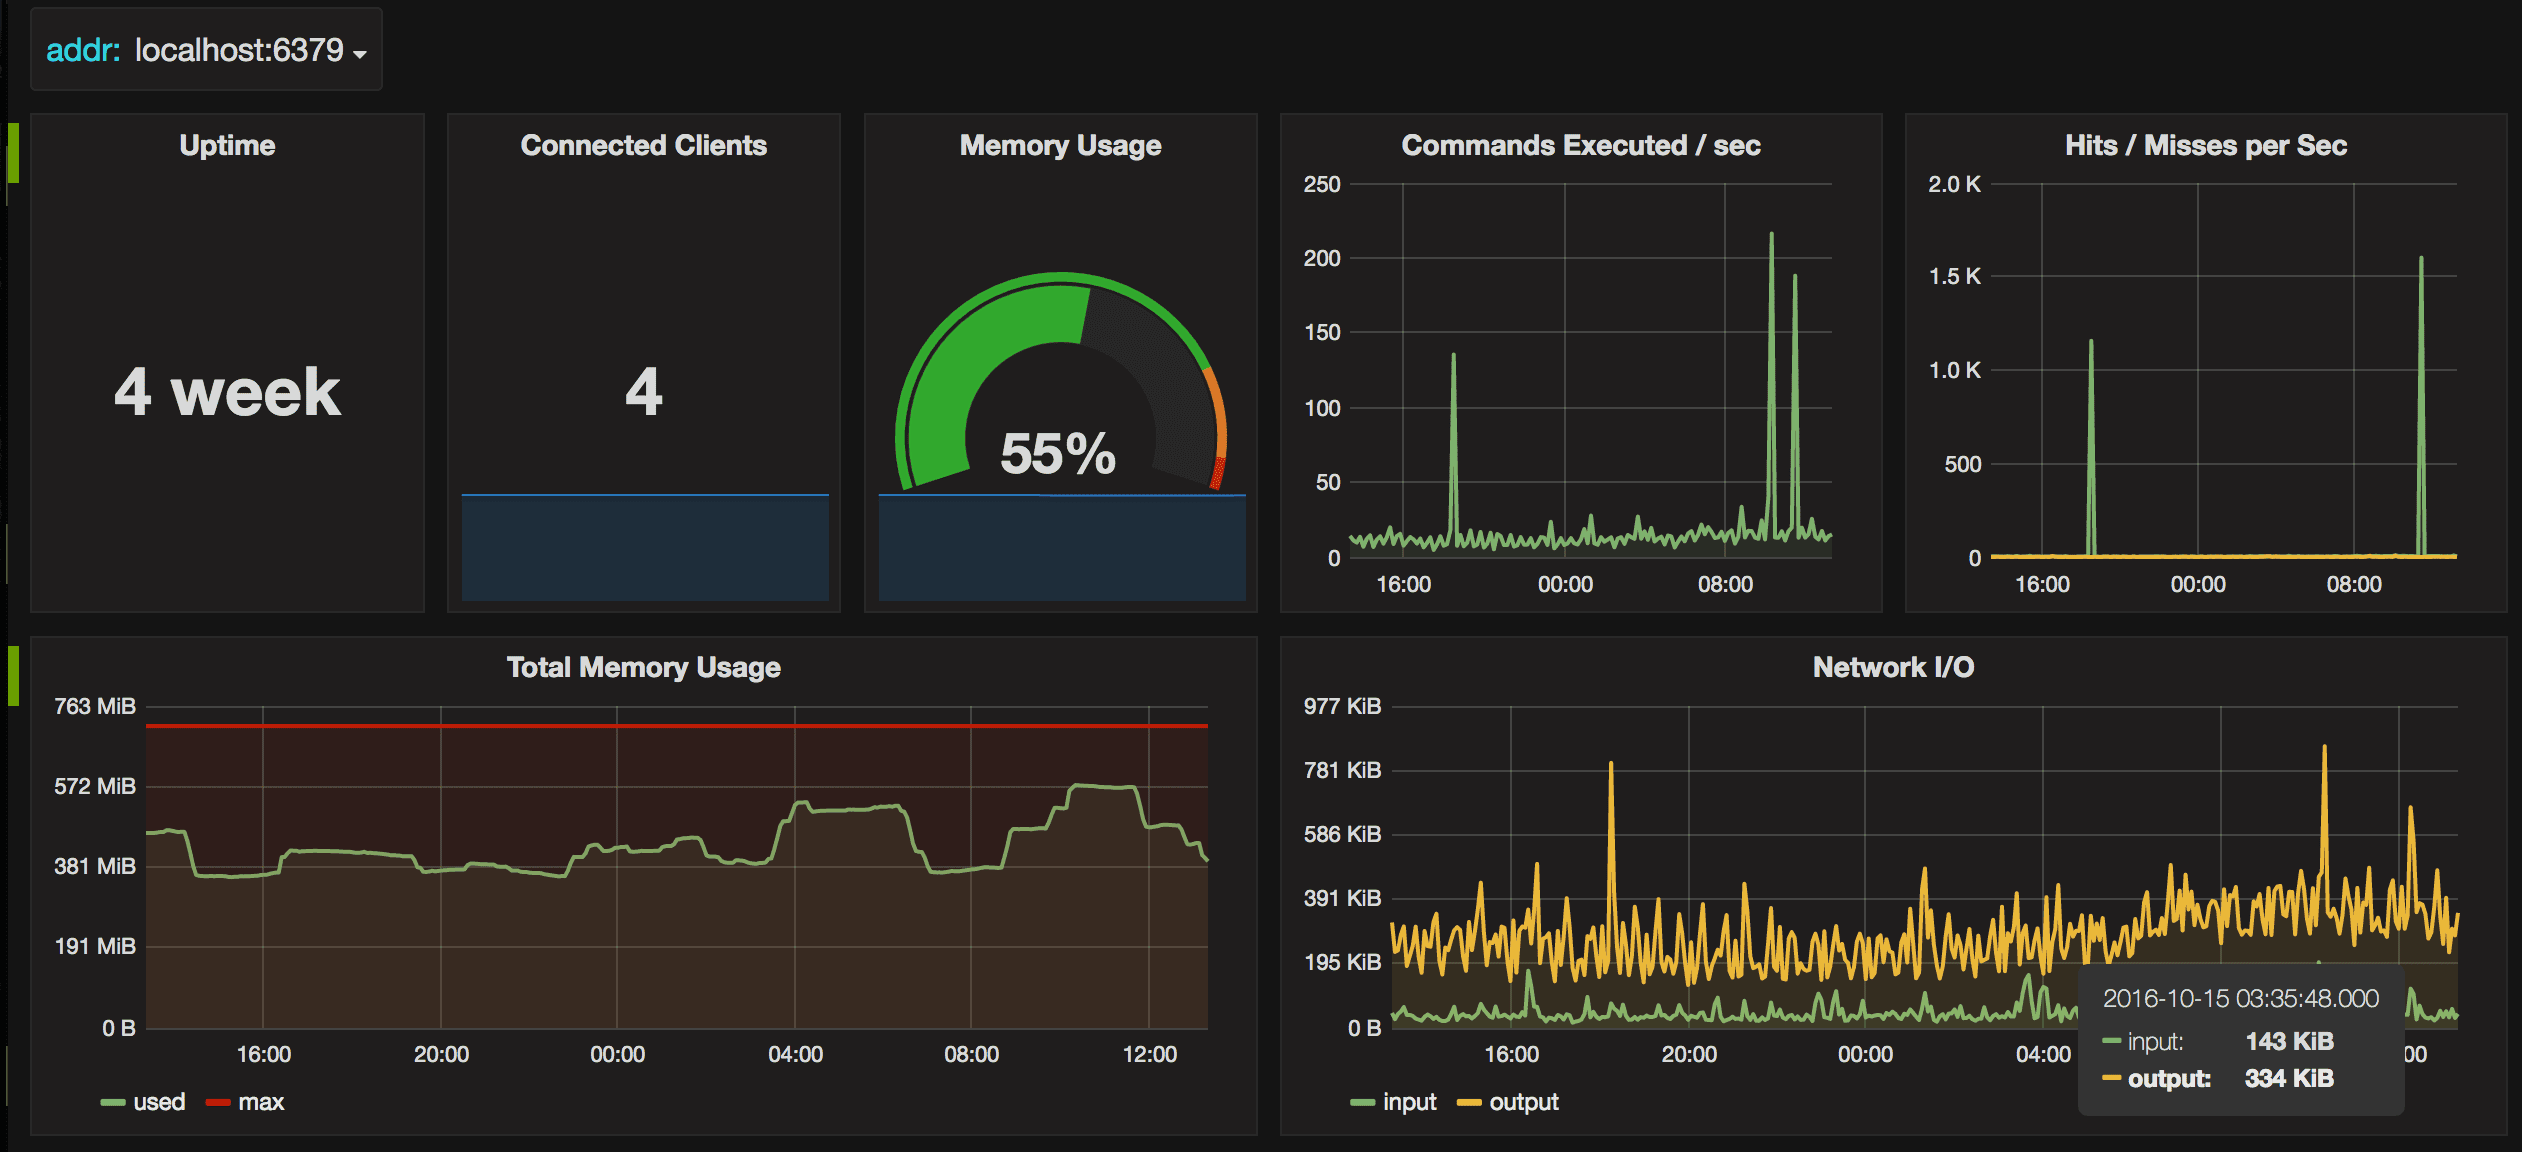 addr: localhost:6379
Uptime
4 week
Connected Clients
4
Memory Usage
55%
Commands Executed / sec
250
200
150
100
50
0
16:00 00:00 08:00
Hits / Misses per Sec
2.0 K
1.5 K
1.0 K
500
0
16:00 00:00 08:00
Total Memory Usage
763 MiB
572 MiB
381 MiB
191 MiB
0 B
16:00 20:00 00:00 04:00 08:00 12:00
used max
Network I/O
977 KiB
781 KiB
586 KiB
391 KiB
195 KiB
0 B
16:00 20:00 00:00 04:00
input output
2016-10-15 03:35:48.000
input: 143 KiB
output: 334 KiB